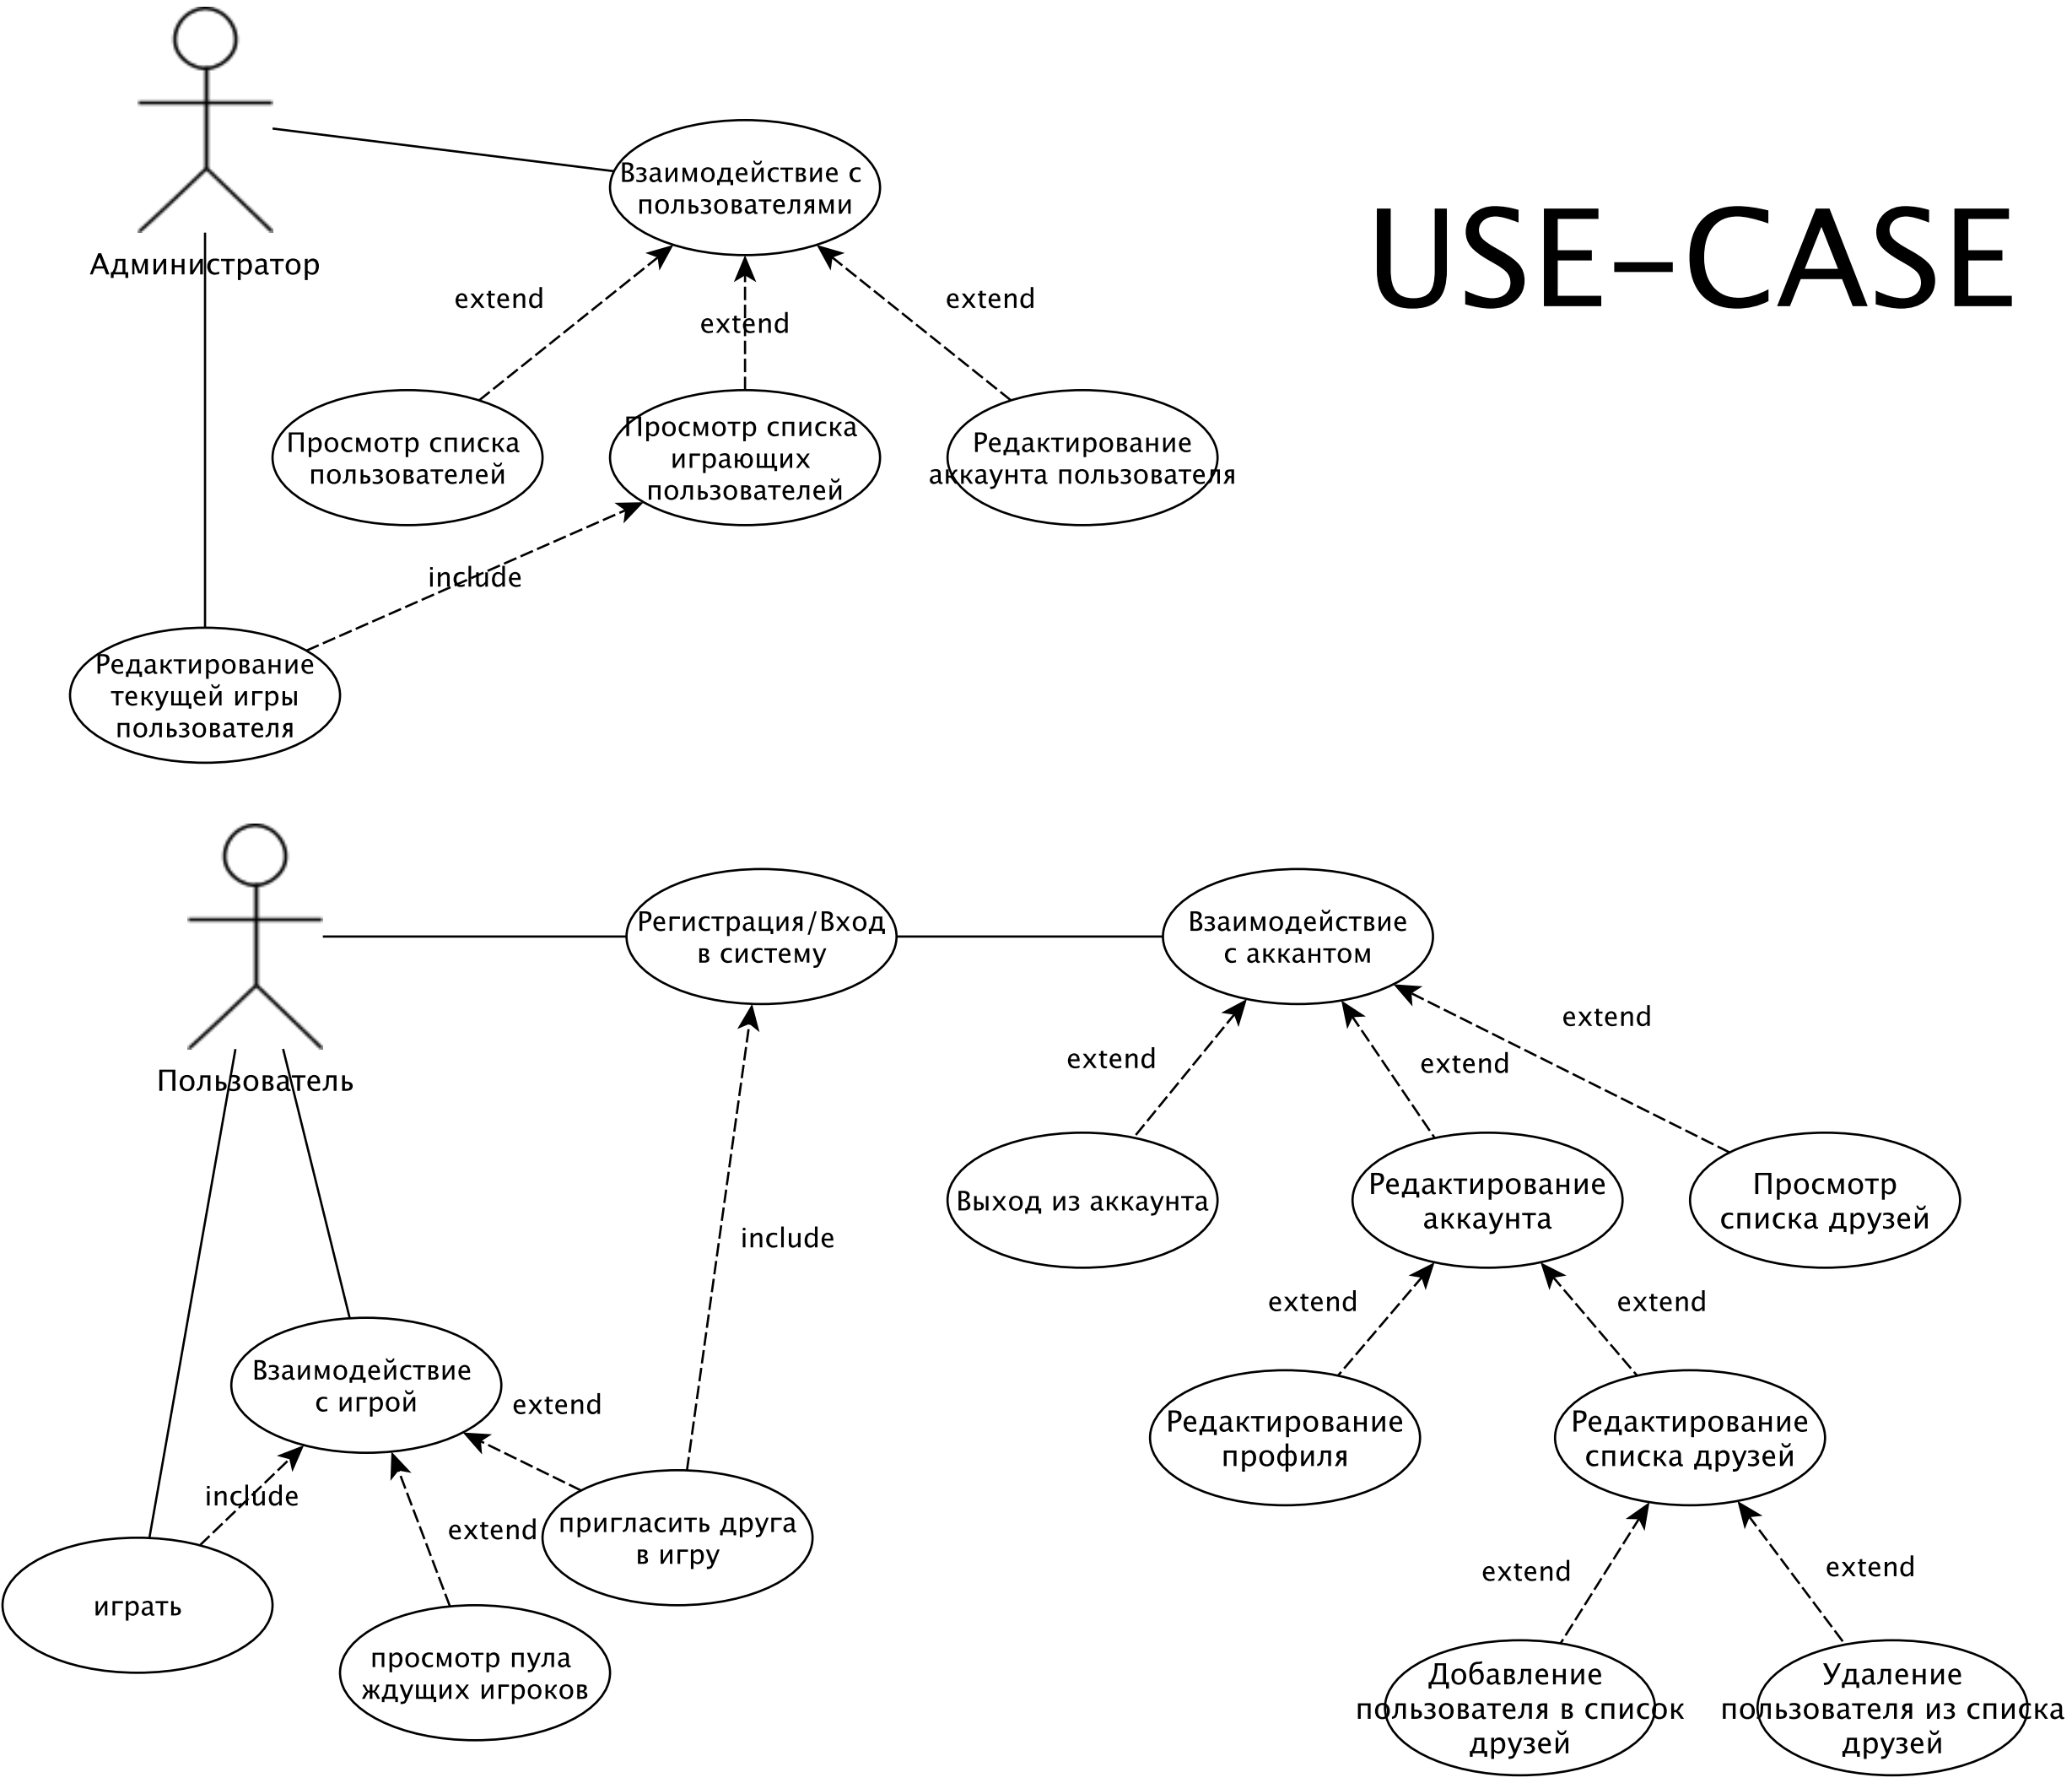 USE-CASE
Взаимодействие с
пользователями
Администратор
extend
extend
extend
Просмотр списка
пользователей
Просмотр списка
играющих
пользователей
Редактирование
аккаунта пользователя
include
Редактирование
текущей игры
пользователя
Регистрация/Вход
в систему
Взаимодействие
с аккантом
Пользователь
extend
extend
extend
Выход из аккаунта
Редактирование
аккаунта
Просмотр
списка друзей
include
extend
extend
Взаимодействие
с игрой
extend
Редактирование
профиля
Редактирование
списка друзей
include
extend
пригласить друга
в игру
extend
extend
играть
просмотр пула
ждущих игроков
Добавление
пользователя в список
друзей
Удаление
пользователя из списка
друзей